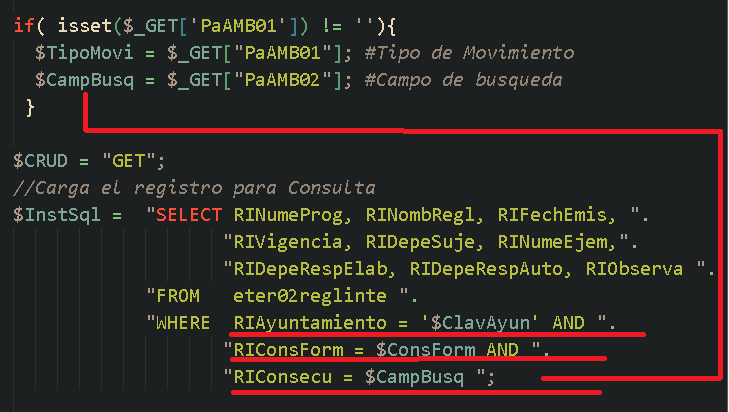 if( isset($_GET['PaAMB01']) != ''){
$TipoMovi = $_GET["PaAMB01"]; #Tipo de Movimiento
$CampBusq = $_GET["PaAMB02"]; #Campo de busqueda
}
$CRUD = "GET";
//Carga el registro para Consulta
$InstSql = "SELECT RINumeProg, RINombRegl, RIFechEmis, ".
"RIVigencia, RIDepeSuje, RINumeEjem,".
"RIDepeRespElab, RIDepeRespAuto, RIObserva ".
"FROM eter02reglinte ".
"WHERE RIAyuntamiento = '$ClavAyun' AND ".
"RIConsForm = $ConsForm AND ".
"RIConsecu = $CampBusq ";